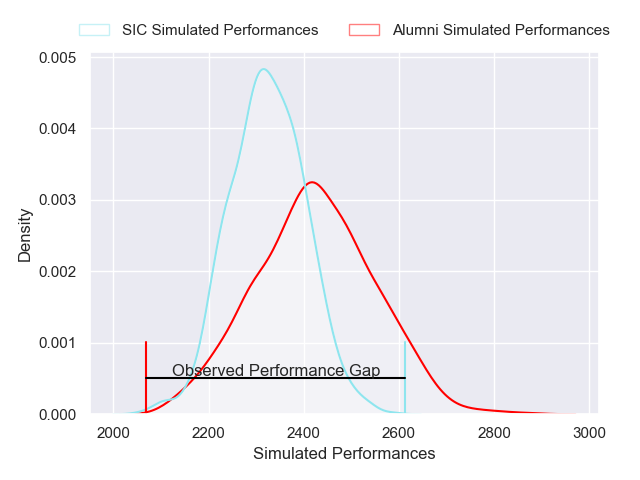 SIC Simulated Performances
Alumni Simulated Performances
0.005
0.004
0.003
0.002
0.001
0.000
Density
Observed Performance Gap
2000 2200 2400 2600 2800 3000
Simulated Performances